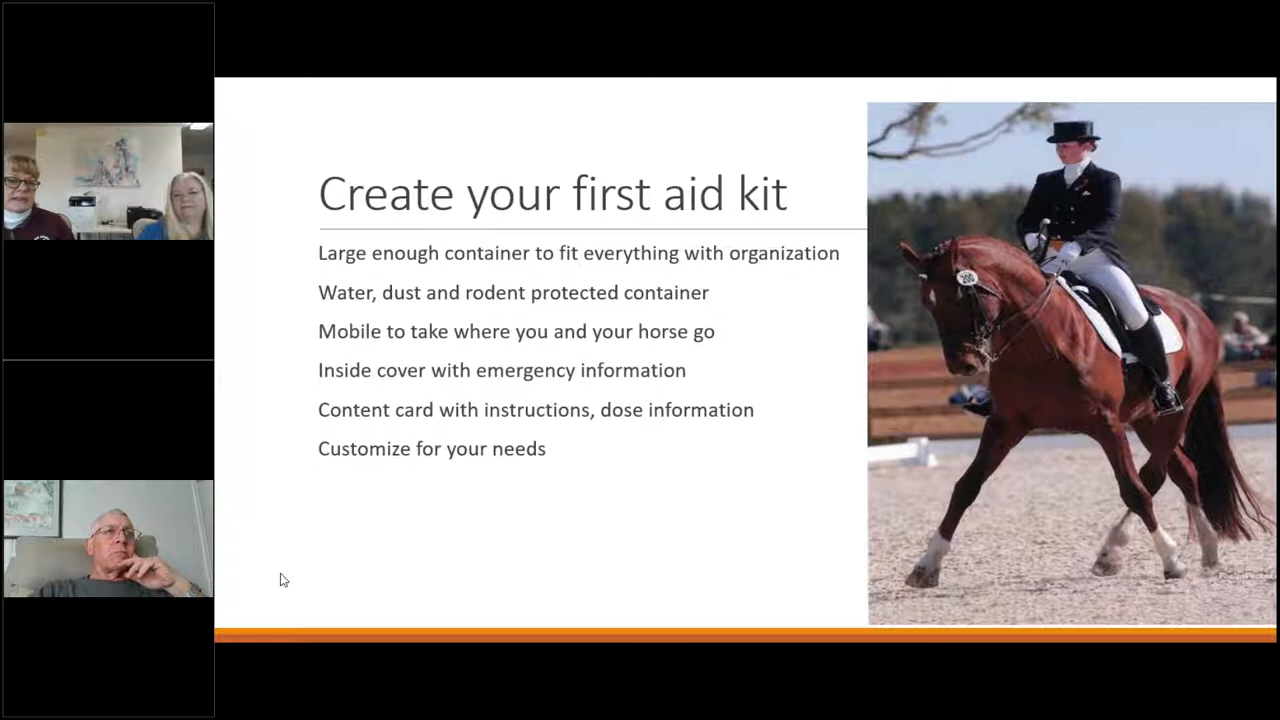 Create your first aid kit
Large enough container to fit everything with organization
Water, dust and rodent protected container
Mobile to take where you and your horse go
Inside cover with emergency information
Content card with instructions, dose information
Customize for your needs
200